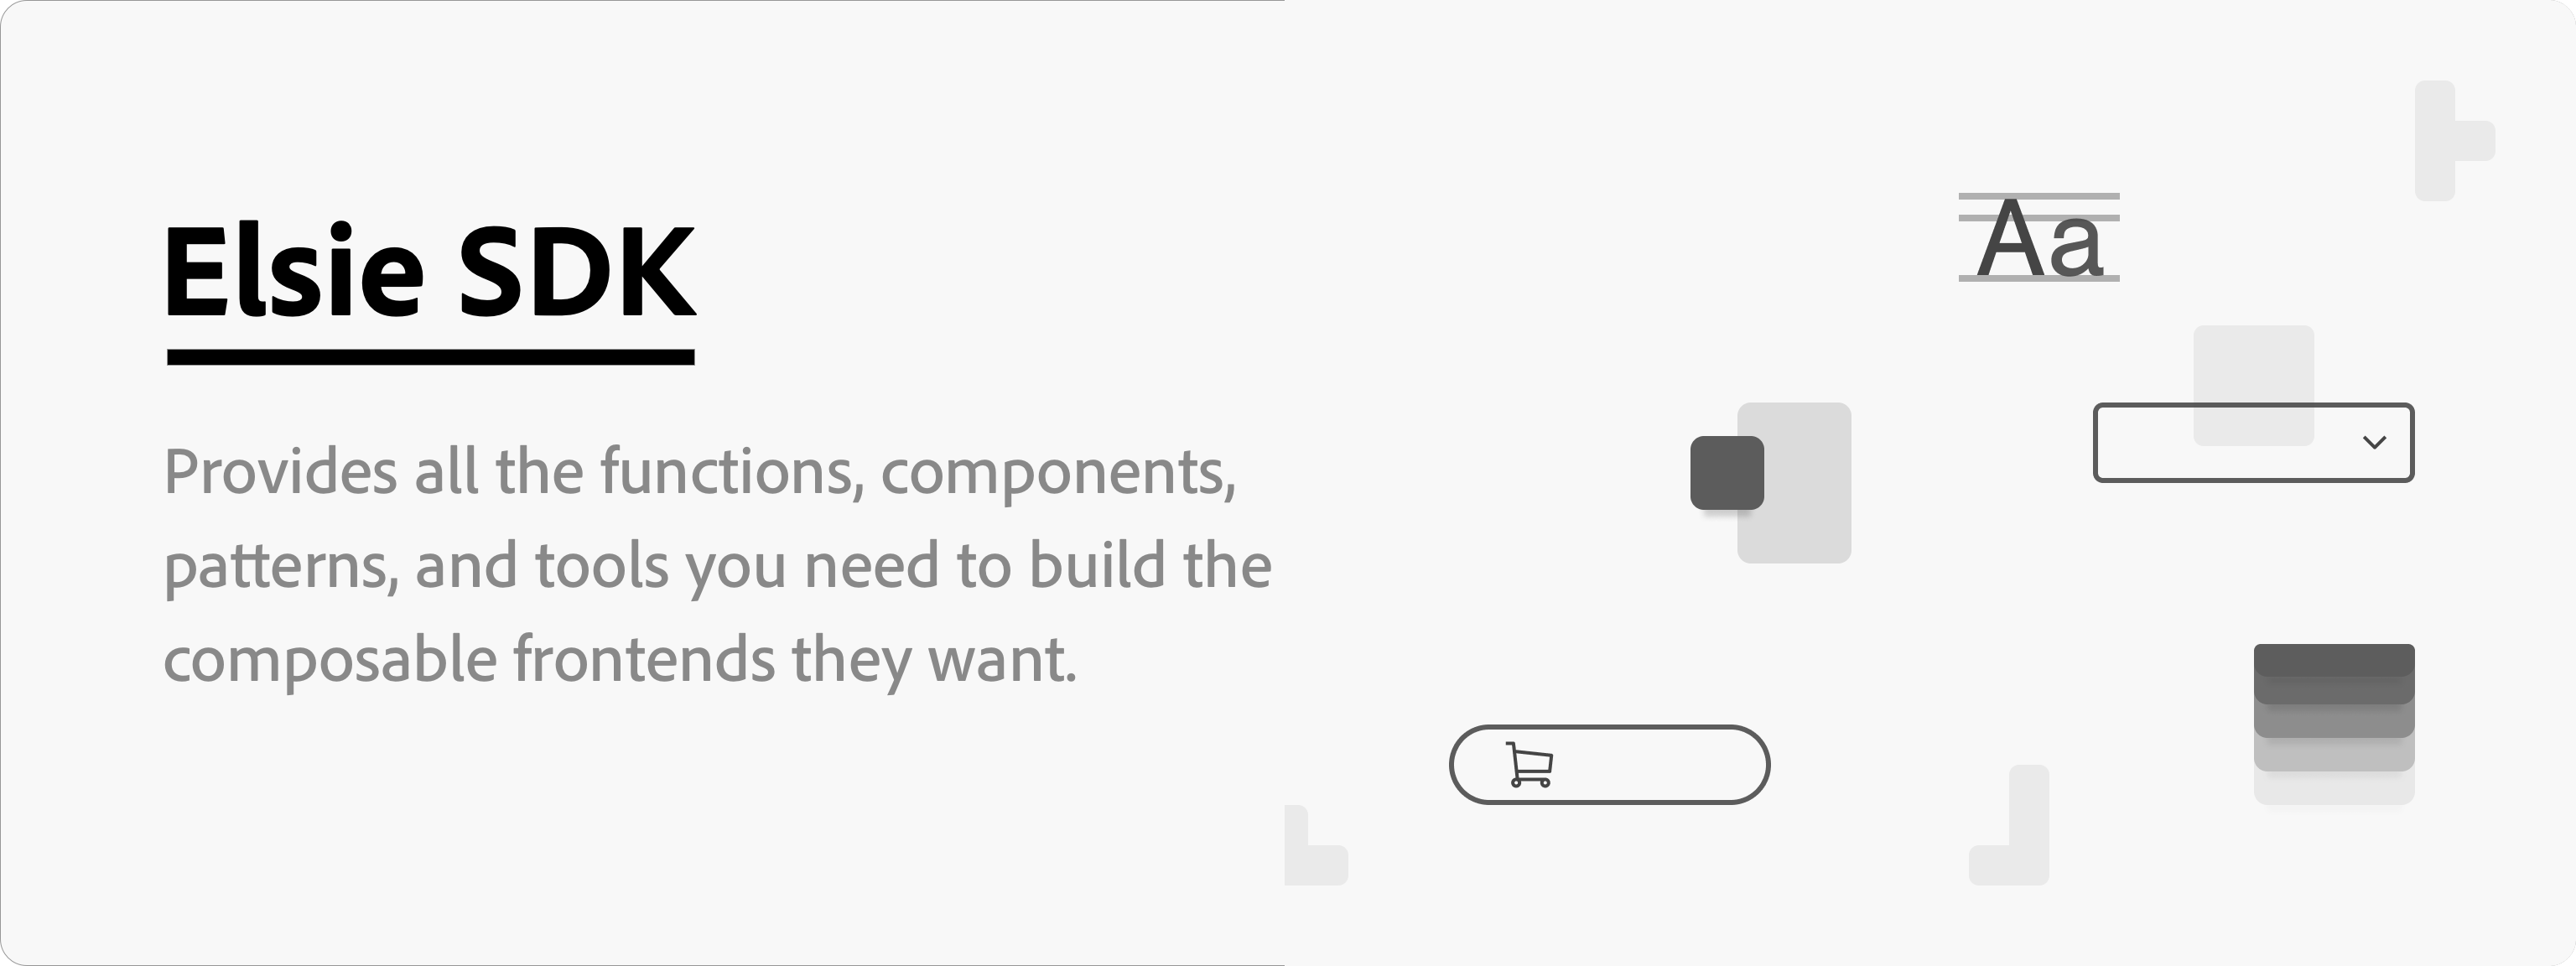 Elsie SDK
Provides all the functions, components,
patterns, and tools you need to build the
composable frontends they want.
Aa